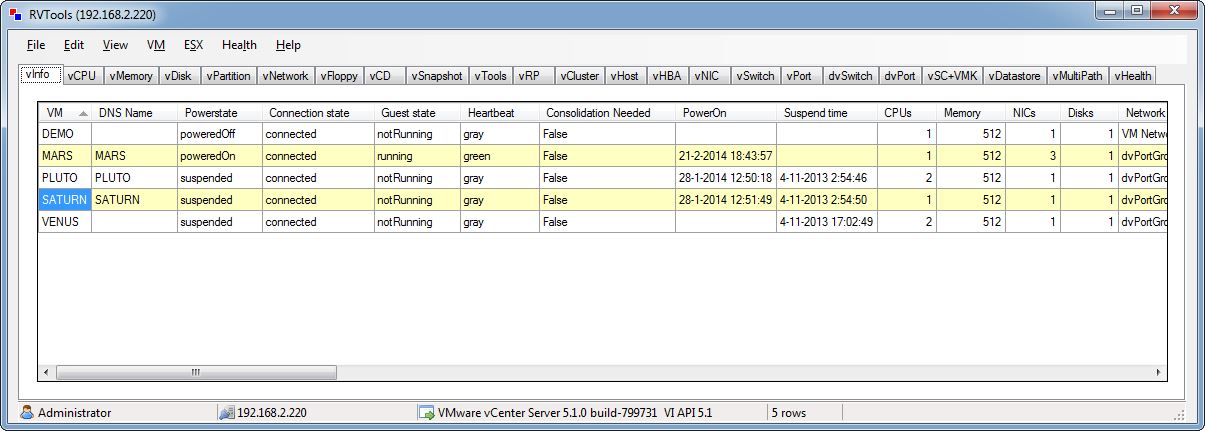 RVTools (192.168.2.220)
File Edit View VM ESX Health Help
vInfo vCPU vMemory vDisk vPartition vNetwork vFloppy vCD vSnapshot vTools vRP vCluster vHost vHBA vNIC vSwitch vPort dvSwitch dvPort vSC+VMK vDatastore vMultiPath vHealth
VM DNS Name Powerstate Connection state Guest state Heartbeat Consolidation Needed PowerOn Suspend time CPUs Memory NICs Disks Network
DEMO poweredOff connected notRunning gray False 1 512 1 1 VM Netw
MARS MARS poweredOn connected running green False 21-2-2014 18:43:57 1 512 3 1 dvPortGro
PLUTO PLUTO suspended connected notRunning gray False 28-1-2014 12:50:18 4-11-2013 2:54:46 2 512 1 1 dvPortGro
SATURN SATURN suspended connected notRunning gray False 28-1-2014 12:51:49 4-11-2013 2:54:50 1 512 1 1 dvPortGro
VENUS suspended connected notRunning gray False 4-11-2013 17:02:49 2 512 1 1 dvPortGro
Administrator 192.168.2.220 VMware vCenter Server 5.1.0 build-799731 VI API 5.1 5 rows